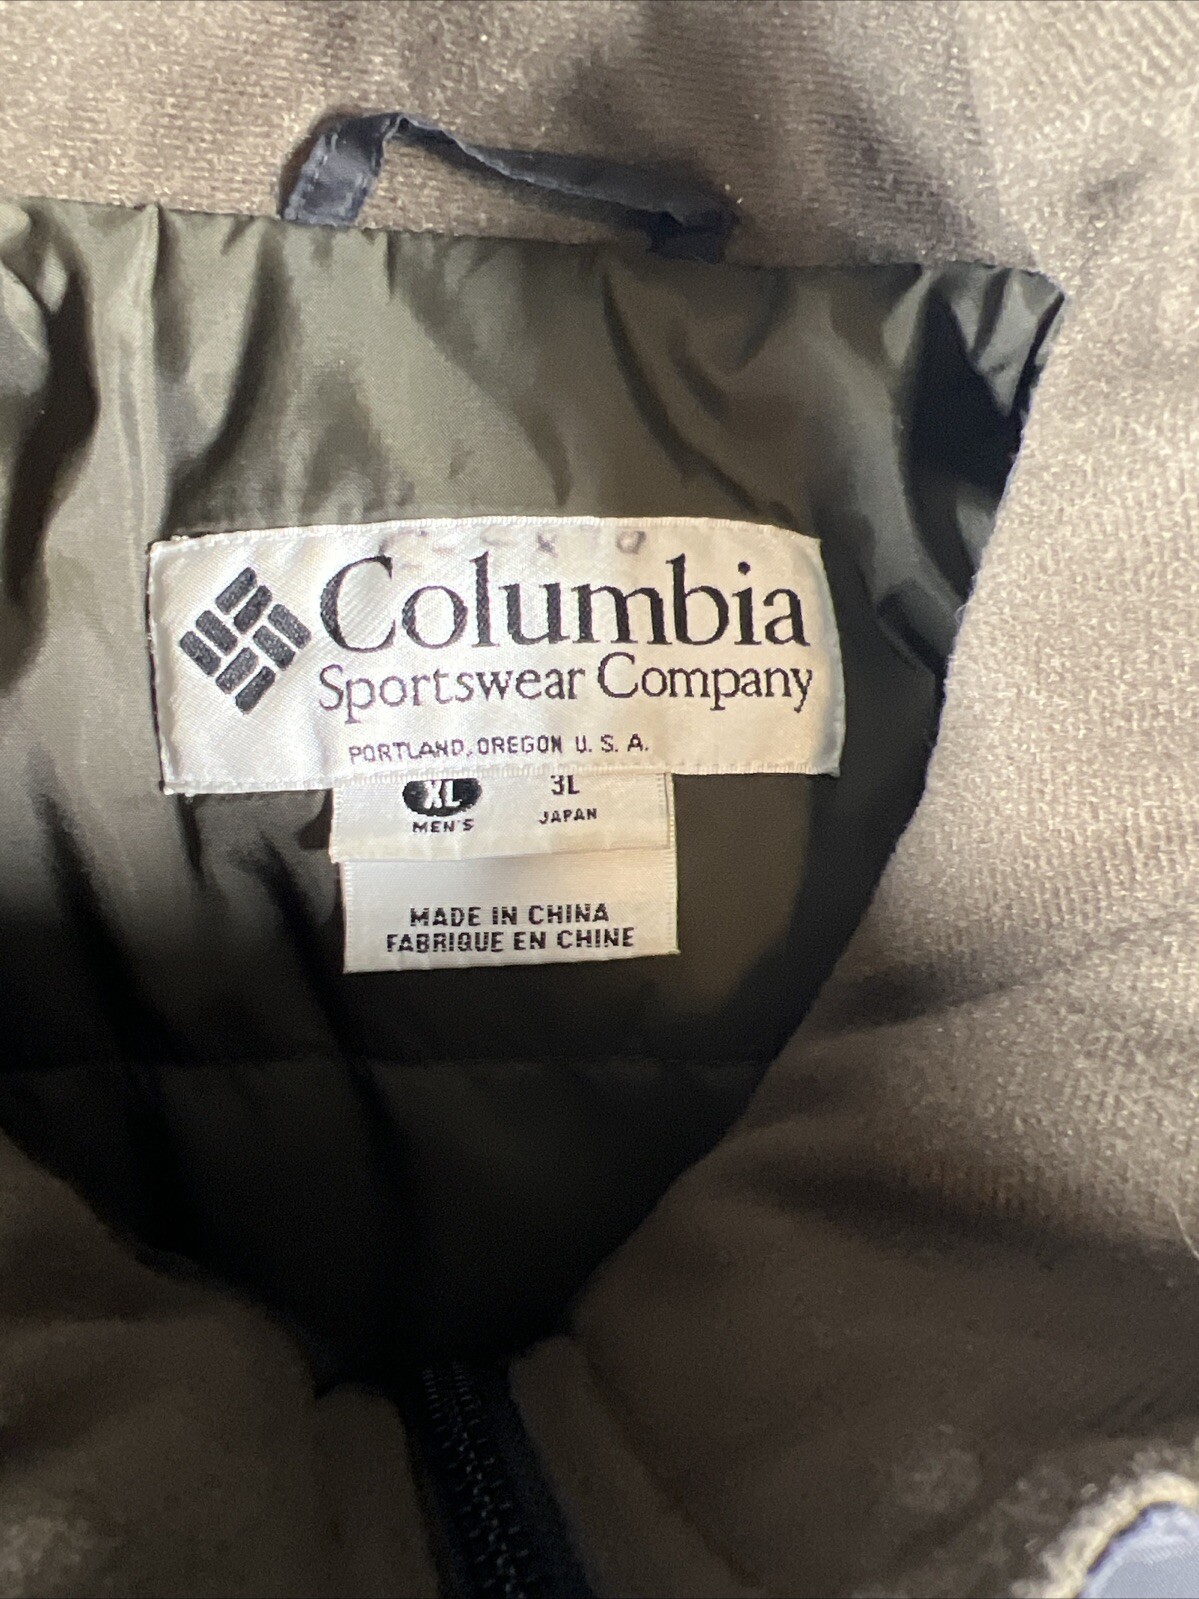 Columbia
Sportswear Company
PORTLAND, OREGON U. S. A.
XL 3L
MEN'S JAPAN
MADE IN CHINA
FABRIQUE EN CHINE